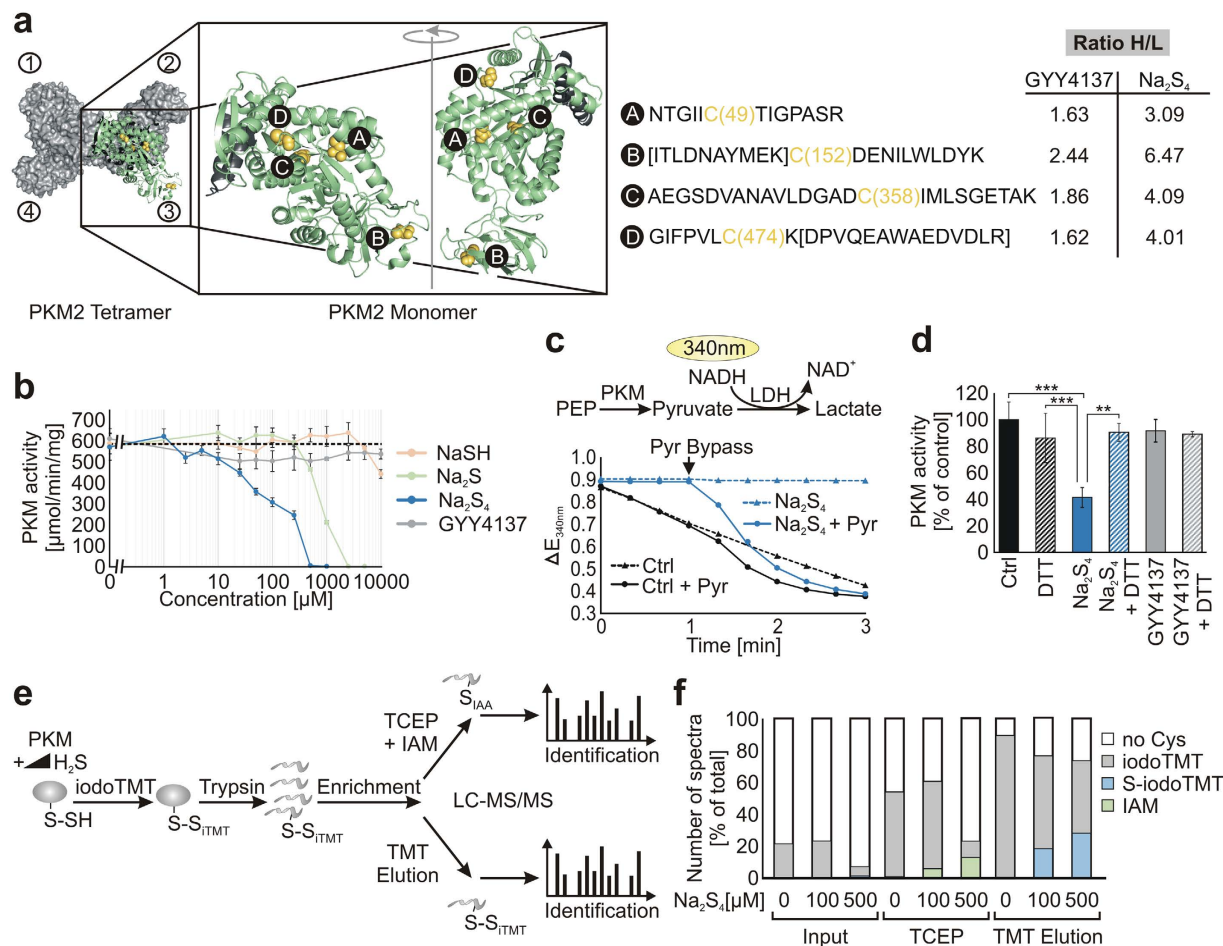 a
① ② ③ ④
PKM2 Tetramer
D A C B
D A C B
PKM2 Monomer
Ratio H/L
GYY4137 Na₂S₄
A NTGIIC(49)TIGPASR 1.63 3.09
B [ITLDNAYMEK]C(152)DENILWLDYK 2.44 6.47
C AEGSDVANAVLDGADC(358)IMLSGETAK 1.86 4.09
D GIFPVLC(474)K[DPVQEAWAEDVDLR] 1.62 4.01
b
PKM activity
[µmol/min/mg]
700
600
500
400
300
200
100
0
0 1 10 100 1000 10000
Concentration [µM]
NaSH
Na₂S
Na₂S₄
GYY4137
c
340nm
NADH NAD⁺
PKM LDH
PEP Pyruvate Lactate
Pyr Bypass
ΔE340nm
0.9
0.9
0.8
0.7
0.6
0.5
0.4
0.3
Na₂S₄
Na₂S₄ + Pyr
Ctrl
Ctrl + Pyr
0 1 2 3
Time [min]
d
PKM activity
[% of control]
120
100
80
60
40
20
0
***
***
**
Ctrl
DTT
Na₂S₄
Na₂S₄
+ DTT
GYY4137
GYY4137
+ DTT
e
PKM
+ H₂S
S-SH
iodoTMT
S-SiTMT
Trypsin
S-SiTMT
Enrichment
TCEP
+ IAM
SIAA
Identification
LC-MS/MS
TMT
Elution
S-SiTMT
Identification
f
Number of spectra
[% of total]
100
80
60
40
20
0
no Cys
iodoTMT
S-iodoTMT
IAM
Na₂S₄[µM] 0 100 500 0 100 500 0 100 500
Input TCEP TMT Elution